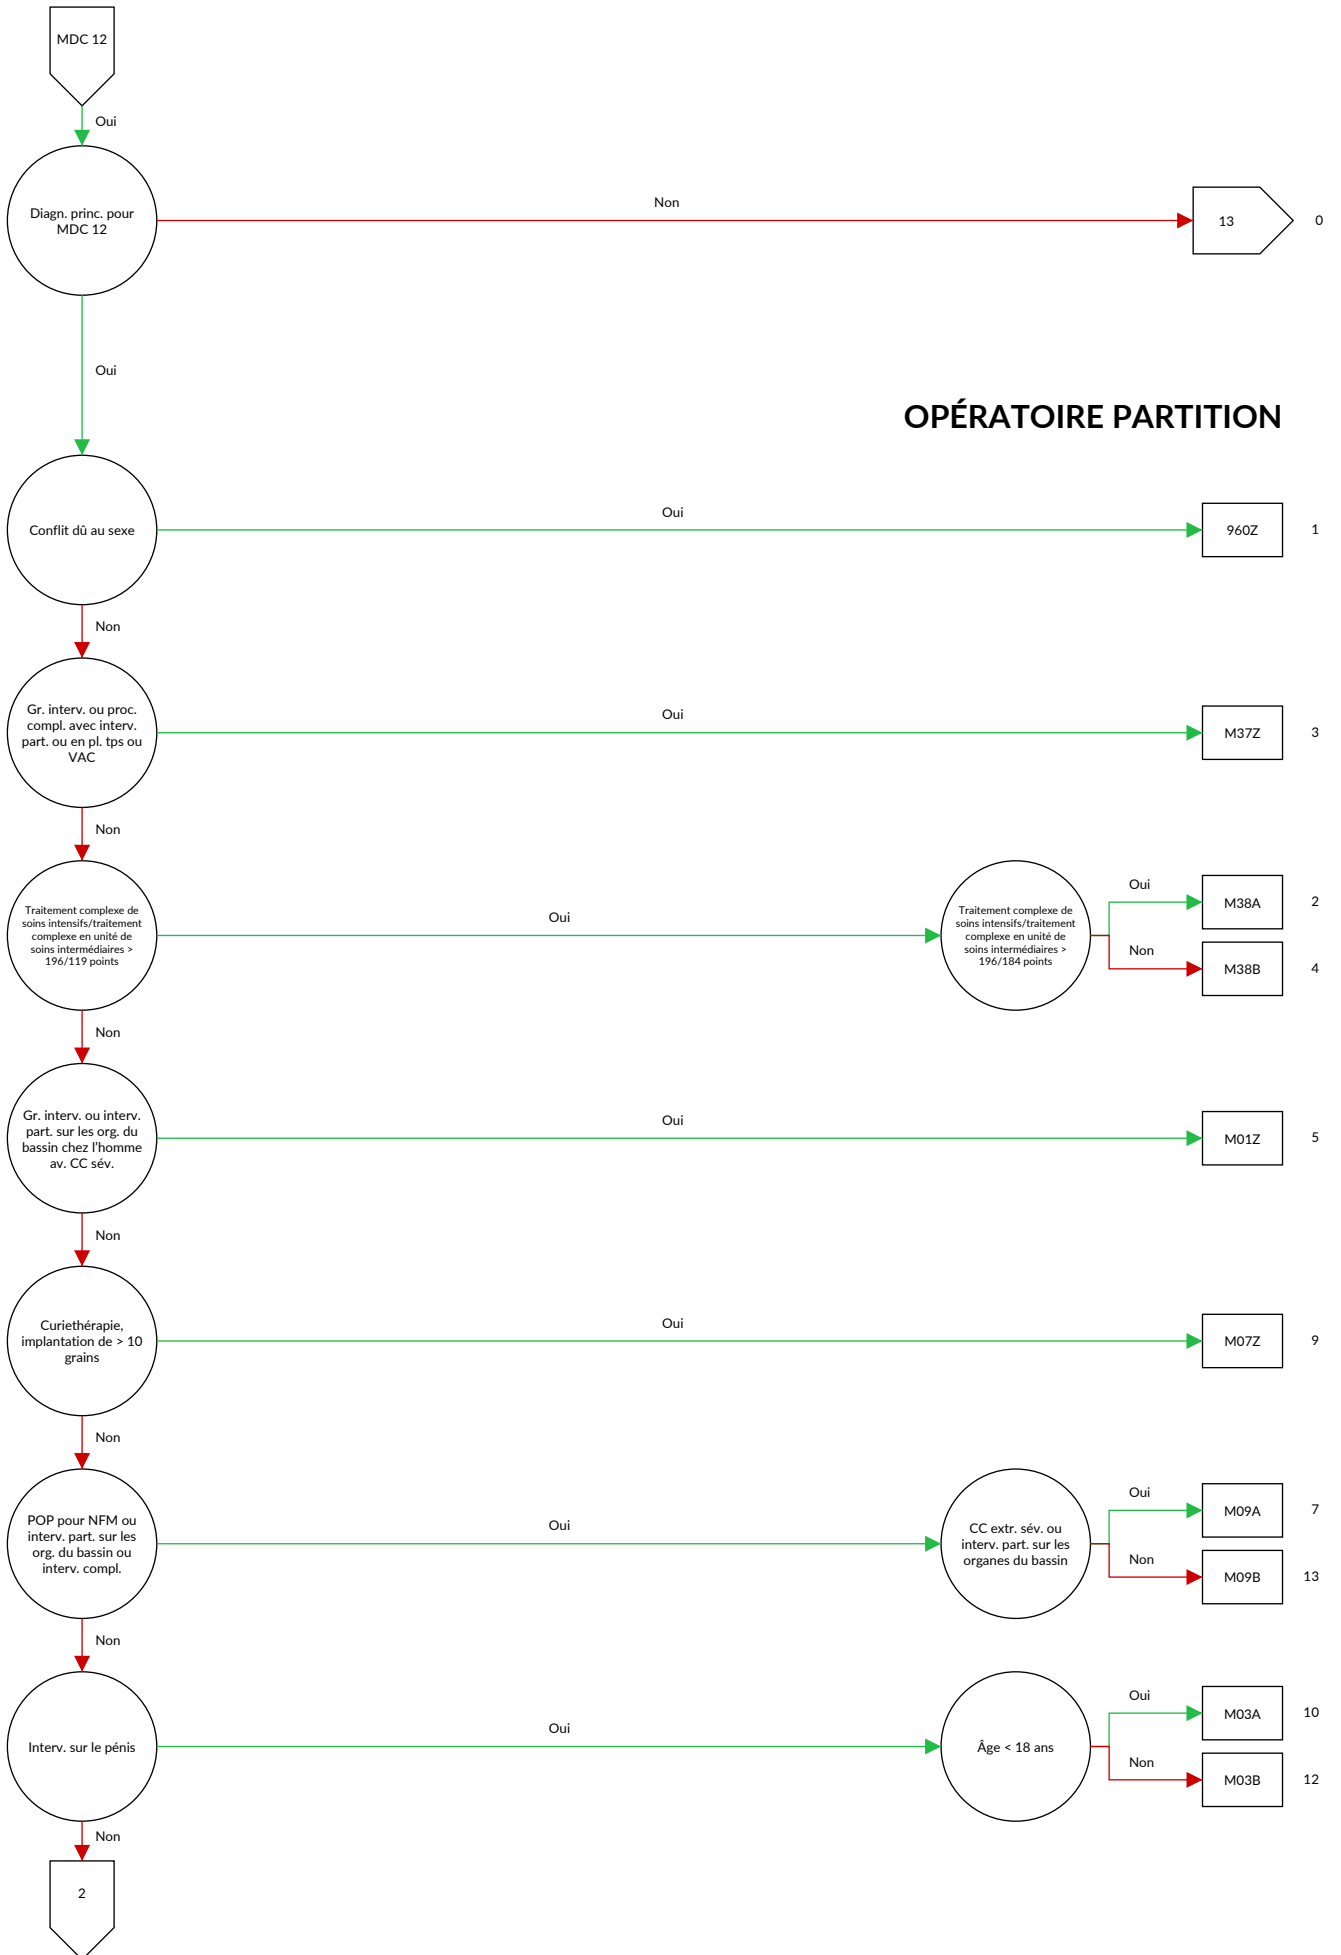 MDC 12
Oui
Diagn. princ. pour
MDC 12
Non
13
0
Oui
OPÉRATOIRE PARTITION
Conflit dû au sexe
Oui
960Z
1
Non
Gr. interv. ou proc.
compl. avec interv.
part. ou en pl. tps ou
VAC
Oui
M37Z
3
Non
Traitement complexe de
soins intensifs/traitement
complexe en unité de
soins intermédiaires >
196/119 points
Oui
Traitement complexe de
soins intensifs/traitement
complexe en unité de
soins intermédiaires >
196/184 points
Oui
M38A
2
Non
M38B
4
Non
Gr. interv. ou interv.
part. sur les org. du
bassin chez l'homme
av. CC sév.
Oui
M01Z
5
Non
Curiethérapie,
implantation de > 10
grains
Oui
M07Z
9
Non
POP pour NFM ou
interv. part. sur les
org. du bassin ou
interv. compl.
Oui
CC extr. sév. ou
interv. part. sur les
organes du bassin
Oui
M09A
7
Non
M09B
13
Non
Interv. sur le pénis
Oui
Âge < 18 ans
Oui
M03A
10
Non
M03B
12
Non
2